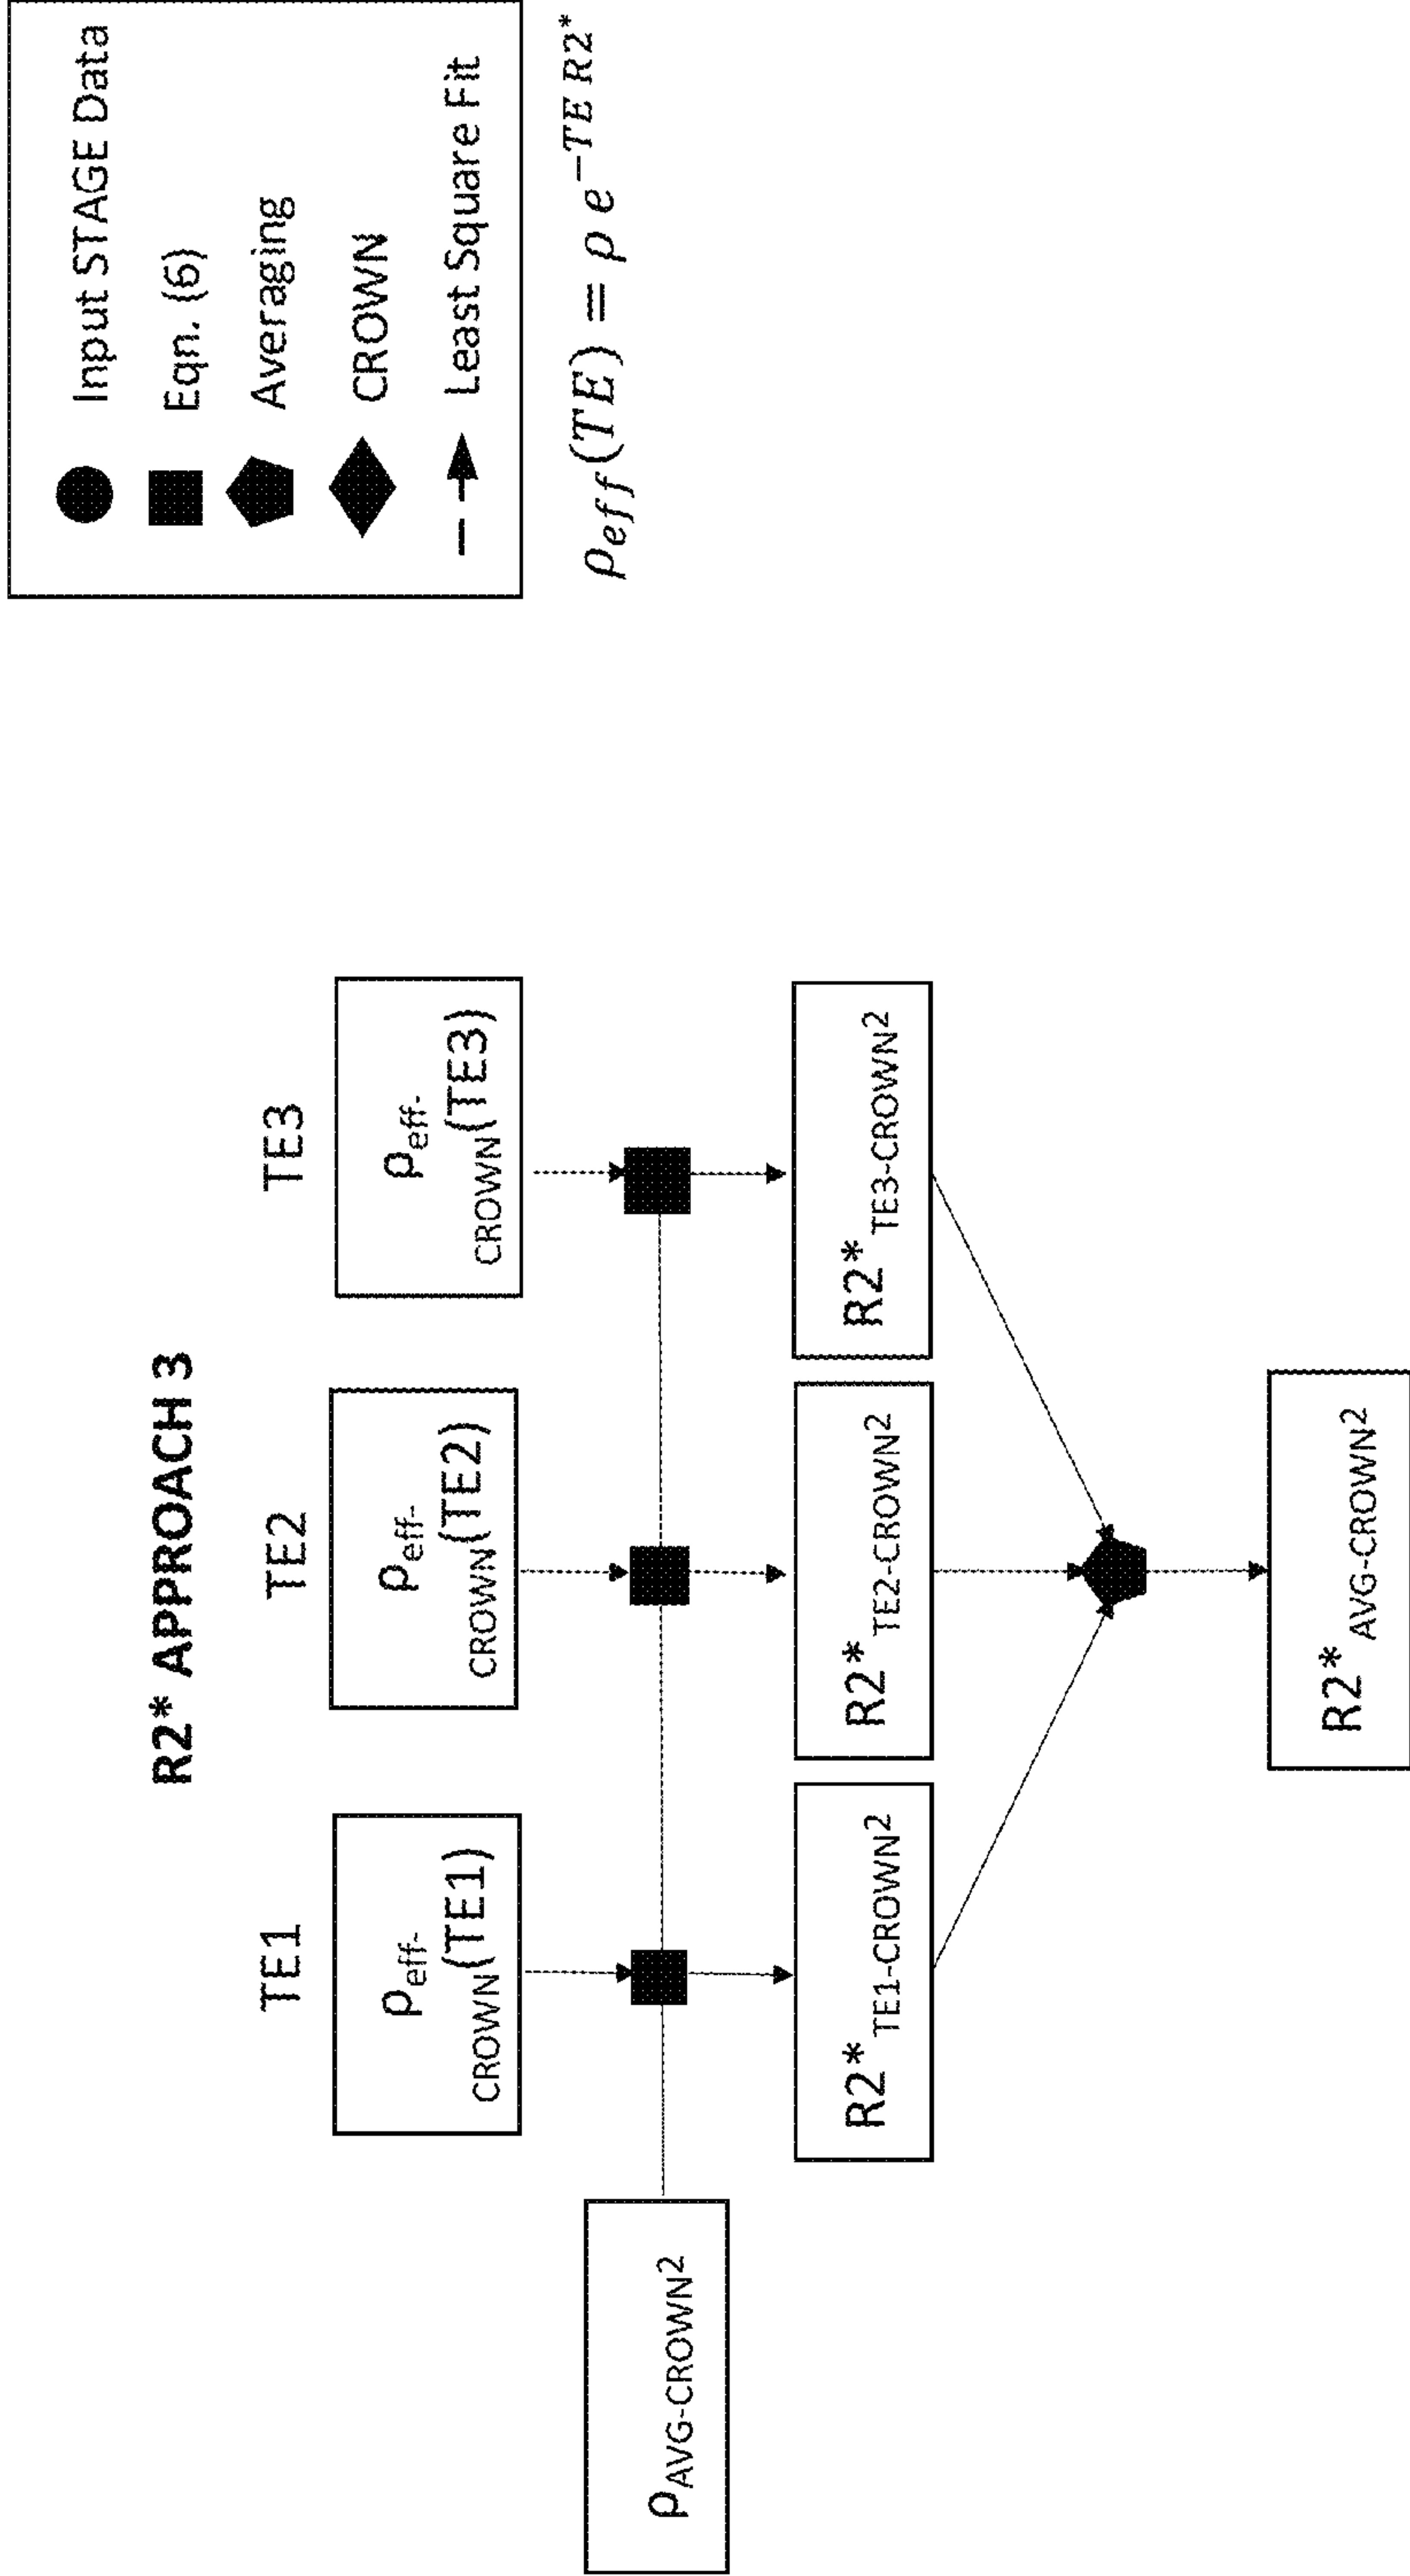 R2* APPROACH 3
TE1
TE2
TE3
ρeff-
CROWN(TE1)
ρeff-
CROWN(TE2)
ρeff-
CROWN(TE3)
ρAVG-CROWN²
R2*TE1-CROWN²
R2*TE2-CROWN²
R2*TE3-CROWN²
R2*AVG-CROWN²
Input STAGE Data
Eqn. (6)
Averaging
CROWN
Least Square Fit
ρeff(TE) = ρ e^−TE R2*